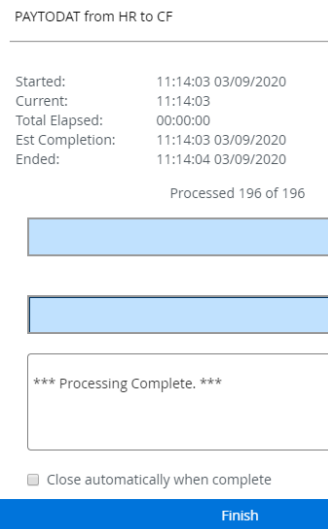 PAYTODAT from HR to CF
Started: 11:14:03 03/09/2020
Current: 11:14:03
Total Elapsed: 00:00:00
Est Completion: 11:14:03 03/09/2020
Ended: 11:14:04 03/09/2020
Processed 196 of 196
*** Processing Complete. ***
Close automatically when complete
Finish